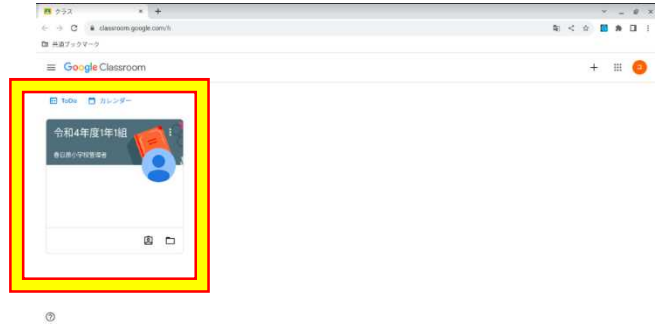 クラス
classroom.google.com/h
共道ブックマーク
Google Classroom
ToDo カレンダー
令和4年度1年1組
春日原小学校管理者